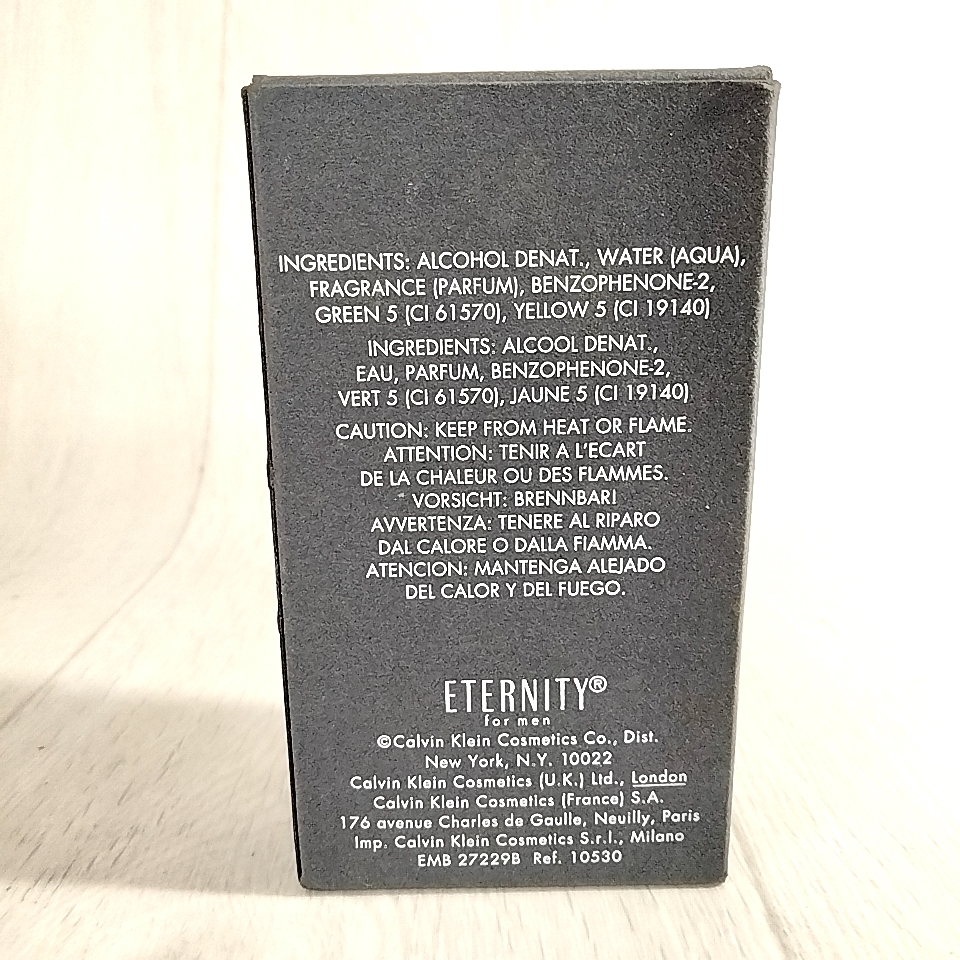 INGREDIENTS: ALCOHOL DENAT., WATER (AQUA),
FRAGRANCE (PARFUM), BENZOPHENONE-2,
GREEN 5 (CI 61570), YELLOW 5 (CI 19140)
INGREDIENTS: ALCOOL DENAT.,
EAU, PARFUM, BENZOPHENONE-2,
VERT 5 (CI 61570), JAUNE 5 (CI 19140)
CAUTION: KEEP FROM HEAT OR FLAME.
ATTENTION: TENIR A L'ECART
DE LA CHALEUR OU DES FLAMMES.
VORSICHT: BRENNBAR!
AVVERTENZA: TENERE AL RIPARO
DAL CALORE O DALLA FIAMMA.
ATENCION: MANTENGA ALEJADO
DEL CALOR Y DEL FUEGO.
ETERNITY®
for men
©Calvin Klein Cosmetics Co., Dist.
New York, N.Y. 10022
Calvin Klein Cosmetics (U.K.) Ltd., London
Calvin Klein Cosmetics (France) S.A.
176 avenue Charles de Gaulle, Neuilly, Paris
Imp. Calvin Klein Cosmetics S.r.l., Milano
EMB 27229B Ref. 10530